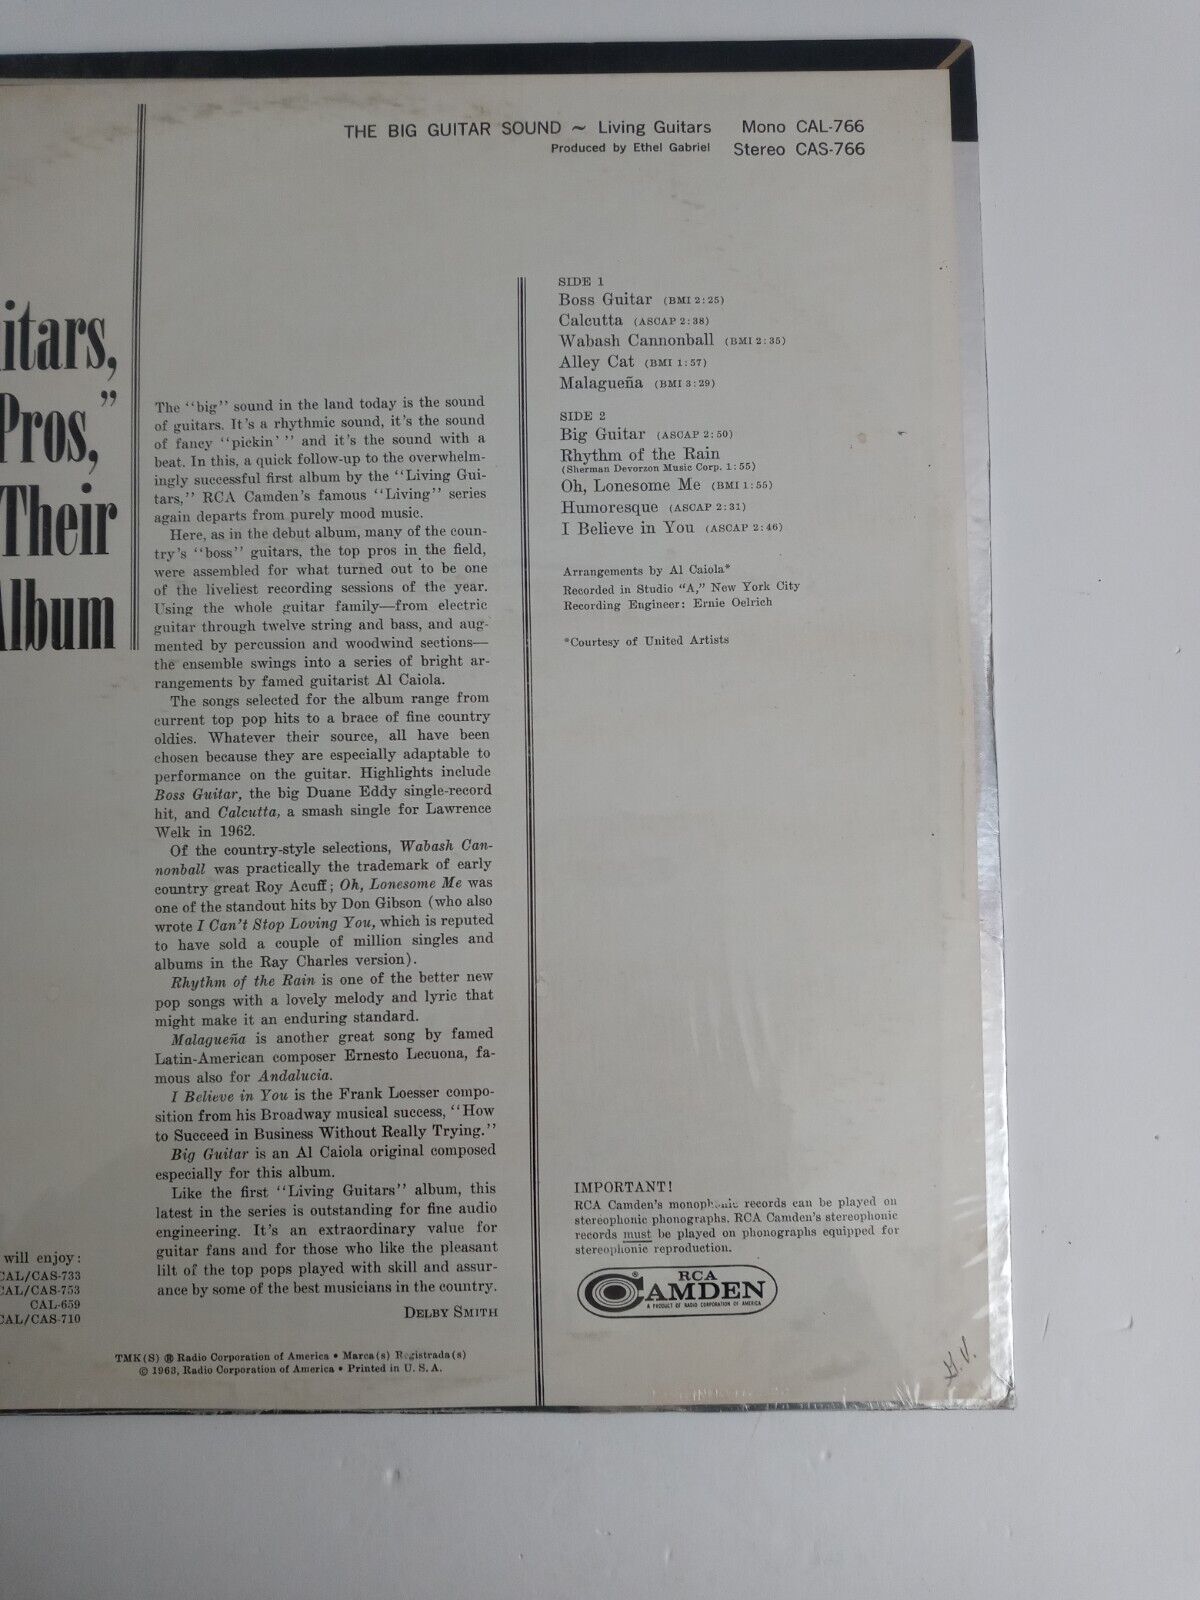 THE BIG GUITAR SOUND ~ Living Guitars Mono CAL-766
Produced by Ethel Gabriel Stereo CAS-766
itars,
Pros,”
Their
Album
The “big” sound in the land today is the sound
of guitars. It’s a rhythmic sound, it’s the sound
of fancy “pickin’ ” and it’s the sound with a
beat. In this, a quick follow-up to the overwhelm-
ingly successful first album by the “Living Gui-
tars,” RCA Camden’s famous “Living” series
again departs from purely mood music.
Here, as in the debut album, many of the coun-
try’s “boss” guitars, the top pros in the field,
were assembled for what turned out to be one
of the liveliest recording sessions of the year.
Using the whole guitar family—from electric
guitar through twelve string and bass, and aug-
mented by percussion and woodwind sections—
the ensemble swings into a series of bright ar-
rangements by famed guitarist Al Caiola.
The songs selected for the album range from
current top pop hits to a brace of fine country
oldies. Whatever their source, all have been
chosen because they are especially adaptable to
performance on the guitar. Highlights include
Boss Guitar, the big Duane Eddy single-record
hit, and Calcutta, a smash single for Lawrence
Welk in 1962.
Of the country-style selections, Wabash Can-
nonball was practically the trademark of early
country great Roy Acuff; Oh, Lonesome Me was
one of the standout hits by Don Gibson (who also
wrote I Can’t Stop Loving You, which is reputed
to have sold a couple of million singles and
albums in the Ray Charles version).
Rhythm of the Rain is one of the better new
pop songs with a lovely melody and lyric that
might make it an enduring standard.
Malagueña is another great song by famed
Latin-American composer Ernesto Lecuona, fa-
mous also for Andalucia.
I Believe in You is the Frank Loesser compo-
sition from his Broadway musical success, “How
to Succeed in Business Without Really Trying.”
Big Guitar is an Al Caiola original composed
especially for this album.
Like the first “Living Guitars” album, this
latest in the series is outstanding for fine audio
engineering. It’s an extraordinary value for
guitar fans and for those who like the pleasant
lilt of the top pops played with skill and assur-
ance by some of the best musicians in the country.
DELBY SMITH
will enjoy:
CAL/CAS-733
CAL/CAS-753
CAL-659
CAL/CAS-710
TMK(S) ® Radio Corporation of America • Marca(s) Registrada(s)
© 1963, Radio Corporation of America • Printed in U. S. A.
SIDE 1
Boss Guitar (BMI 2:25)
Calcutta (ASCAP 2:38)
Wabash Cannonball (BMI 2:35)
Alley Cat (BMI 1:57)
Malagueña (BMI 3:29)
SIDE 2
Big Guitar (ASCAP 2:50)
Rhythm of the Rain
(Sherman Devorzon Music Corp. 1:55)
Oh, Lonesome Me (BMI 1:55)
Humoresque (ASCAP 2:31)
I Believe in You (ASCAP 2:46)
Arrangements by Al Caiola*
Recorded in Studio “A,” New York City
Recording Engineer: Ernie Oelrich
*Courtesy of United Artists
IMPORTANT!
RCA Camden’s monophonic records can be played on
stereophonic phonographs. RCA Camden’s stereophonic
records must be played on phonographs equipped for
stereophonic reproduction.
RCA
CAMDEN
A PRODUCT OF RADIO CORPORATION OF AMERICA